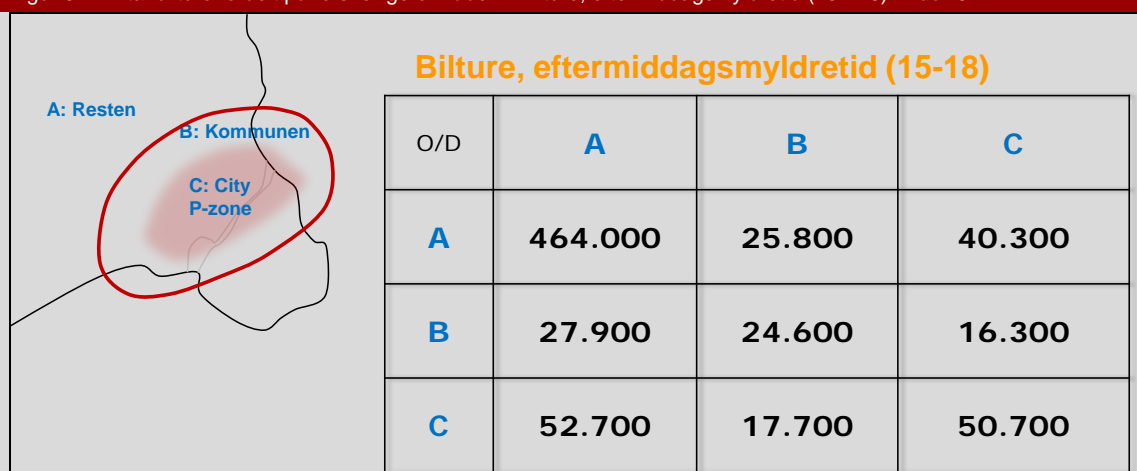 Bilture, eftermiddagsmyldretid (15-18)
A: Resten
B: Kommunen
C: City
P-zone
O/D A B C
A 464.000 25.800 40.300
B 27.900 24.600 16.300
C 52.700 17.700 50.700